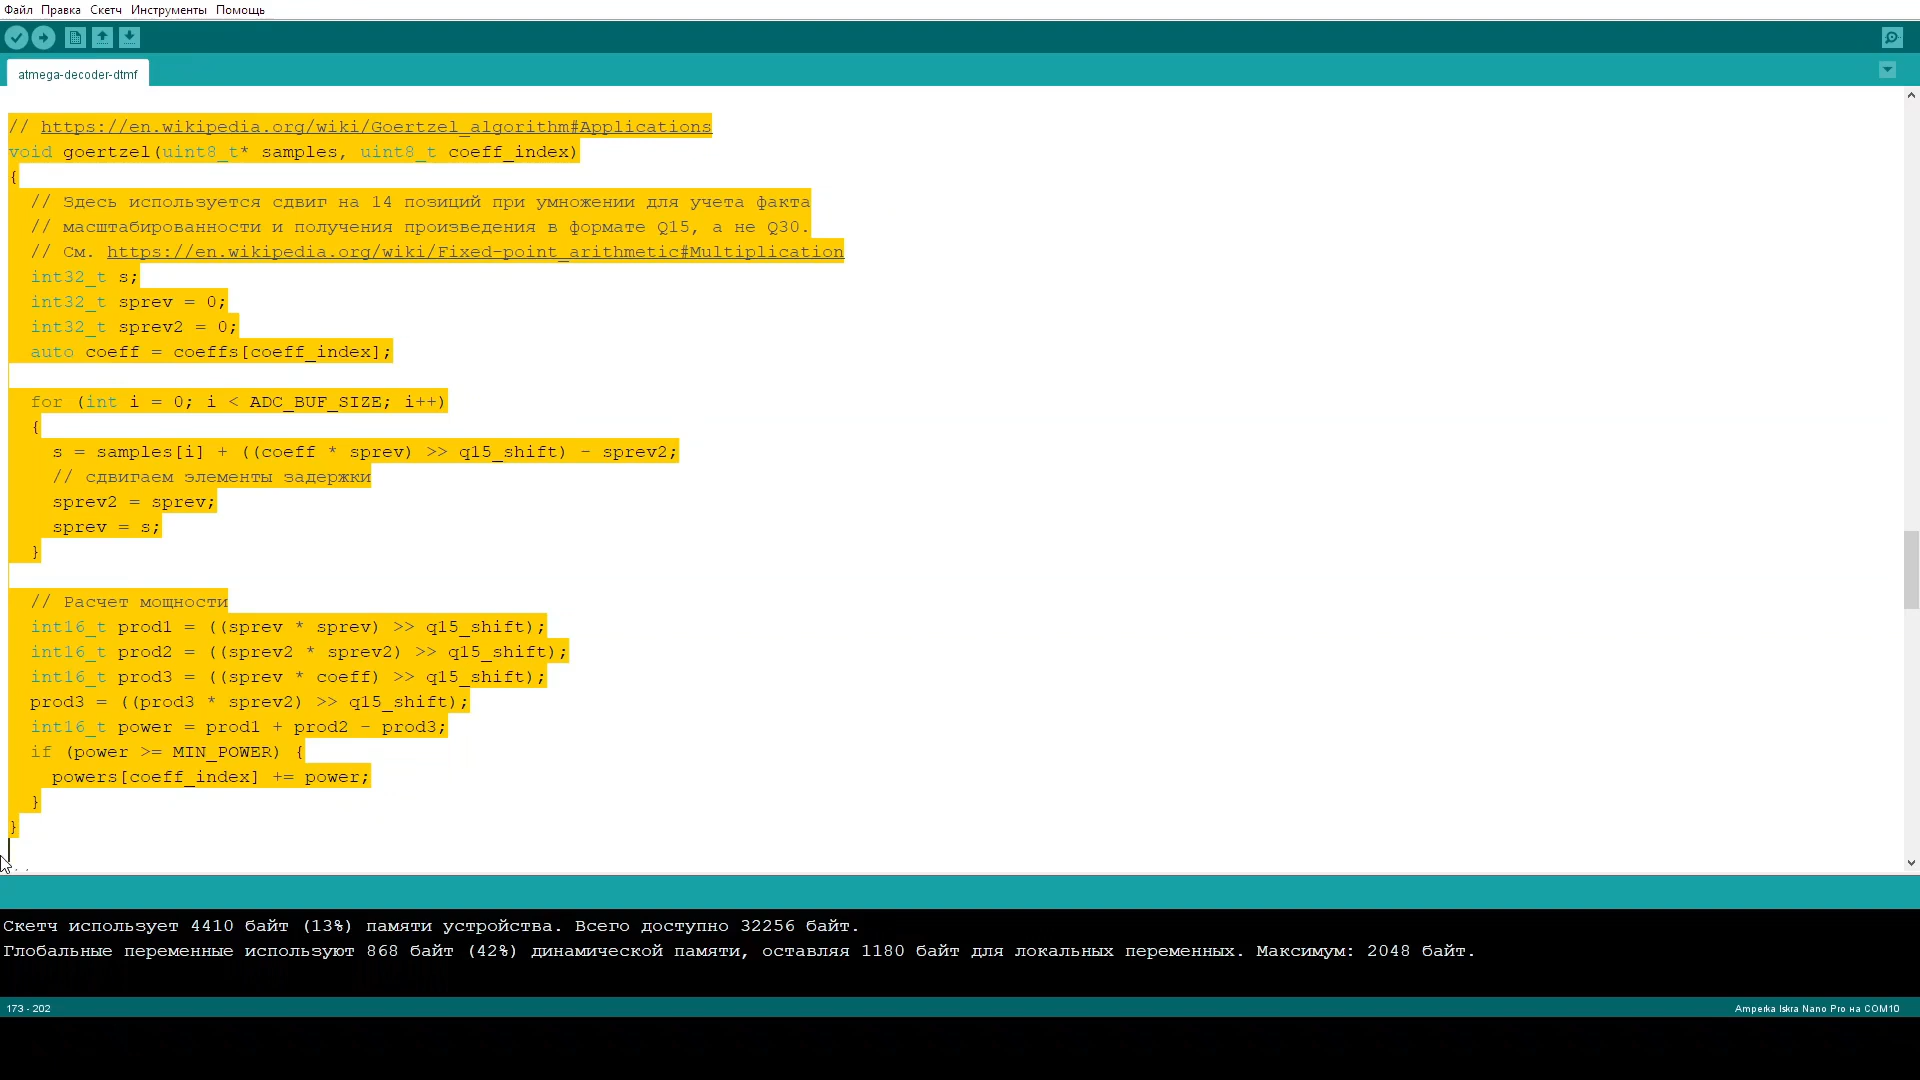 Файл Правка Скетч Инструменты Помощь
atmega-decoder-dtmf
// https://en.wikipedia.org/wiki/Goertzel_algorithm#Applications
void goertzel(uint8_t* samples, uint8_t coeff_index)
{
// Здесь используется сдвиг на 14 позиций при умножении для учета факта
// масштабированности и получения произведения в формате Q15, а не Q30.
// См. https://en.wikipedia.org/wiki/Fixed-point_arithmetic#Multiplication
int32_t s;
int32_t sprev = 0;
int32_t sprev2 = 0;
auto coeff = coeffs[coeff_index];
for (int i = 0; i < ADC_BUF_SIZE; i++)
{
s = samples[i] + ((coeff * sprev) >> q15_shift) - sprev2;
// сдвигаем элементы задержки
sprev2 = sprev;
sprev = s;
}
// Расчет мощности
int16_t prod1 = ((sprev * sprev) >> q15_shift);
int16_t prod2 = ((sprev2 * sprev2) >> q15_shift);
int16_t prod3 = ((sprev * coeff) >> q15_shift);
prod3 = ((prod3 * sprev2) >> q15_shift);
int16_t power = prod1 + prod2 - prod3;
if (power >= MIN_POWER) {
powers[coeff_index] += power;
}
}
Скетч использует 4410 байт (13%) памяти устройства. Всего доступно 32256 байт.
Глобальные переменные используют 868 байт (42%) динамической памяти, оставляя 1180 байт для локальных переменных. Максимум: 2048 байт.
173 - 202
Amperka Iskra Nano Pro на COM10